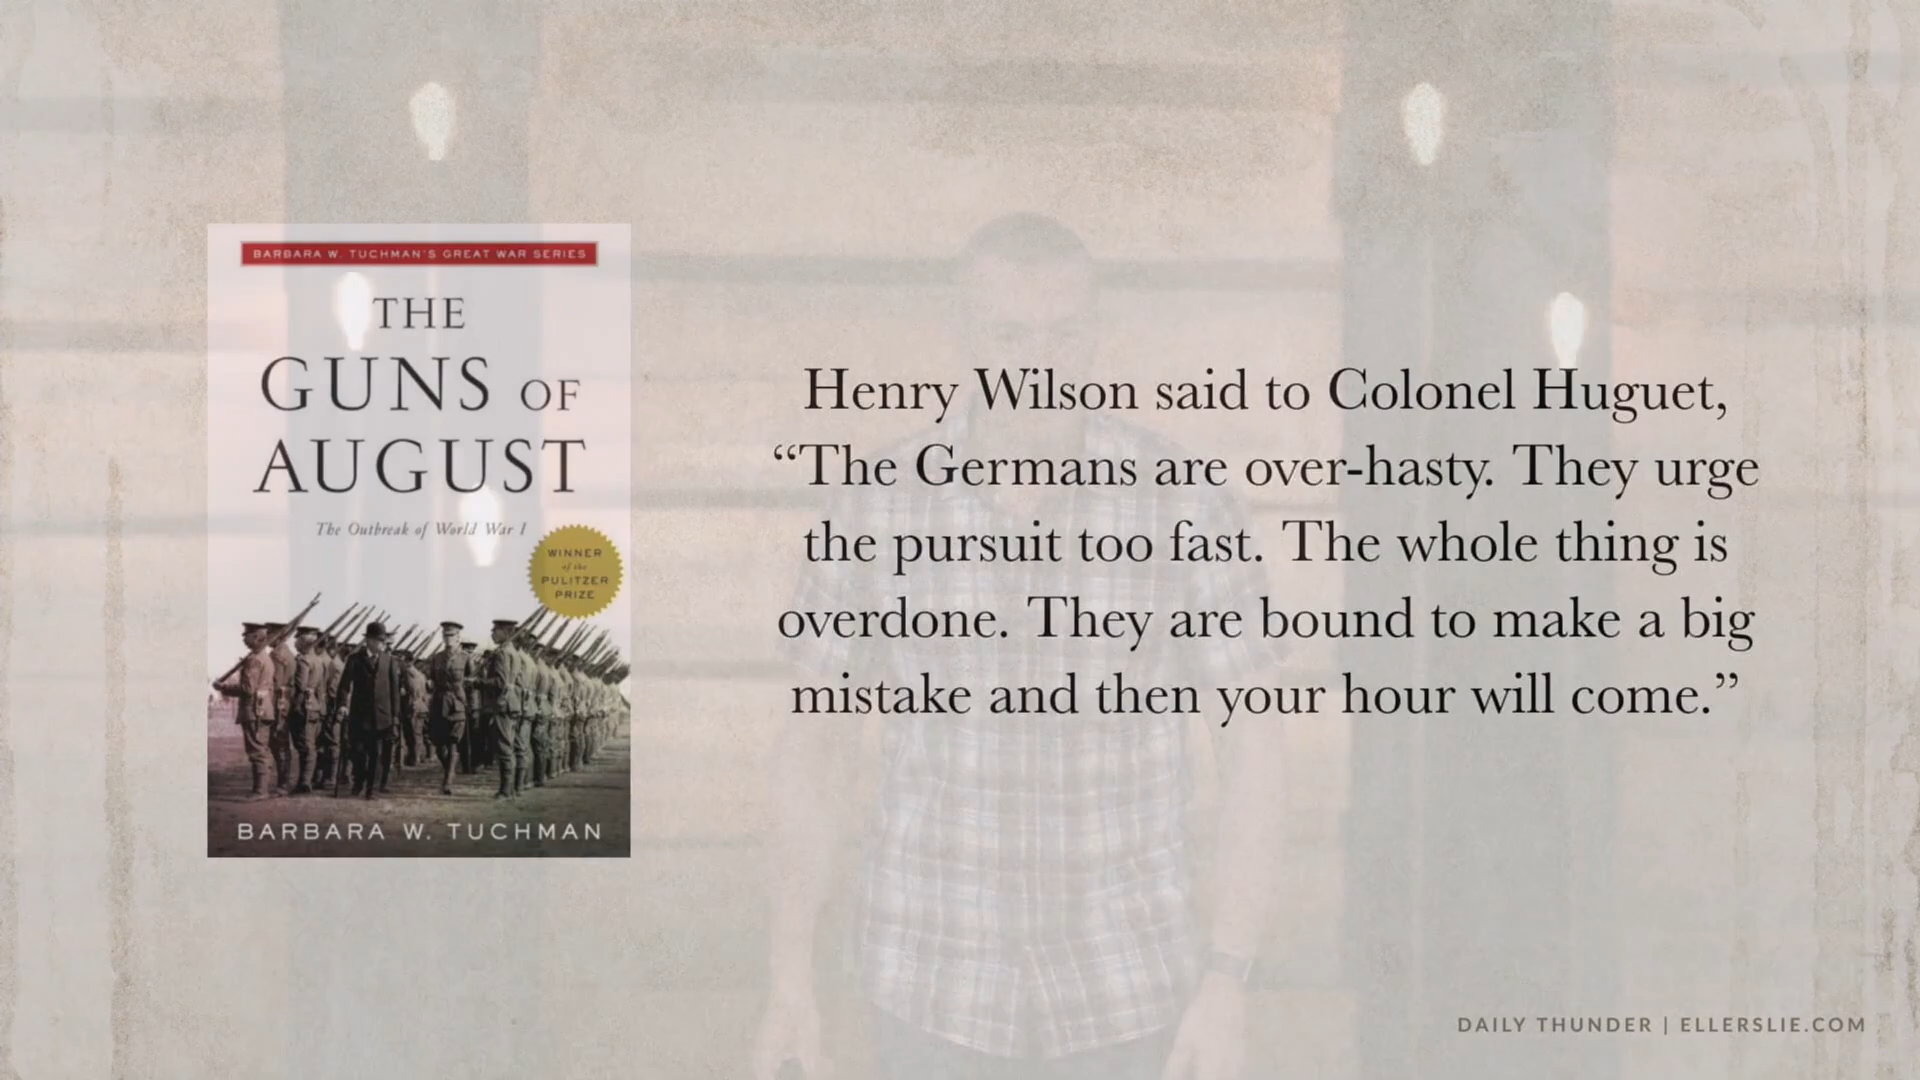 BARBARA W. TUCHMAN'S GREAT WAR SERIES
THE
GUNS OF
AUGUST
The Outbreak of World War I
WINNER
of the
PULITZER
PRIZE
BARBARA W. TUCHMAN
Henry Wilson said to Colonel Huguet,
“The Germans are over-hasty. They urge
the pursuit too fast. The whole thing is
overdone. They are bound to make a big
mistake and then your hour will come.”
DAILY THUNDER | ELLERSLIE.COM